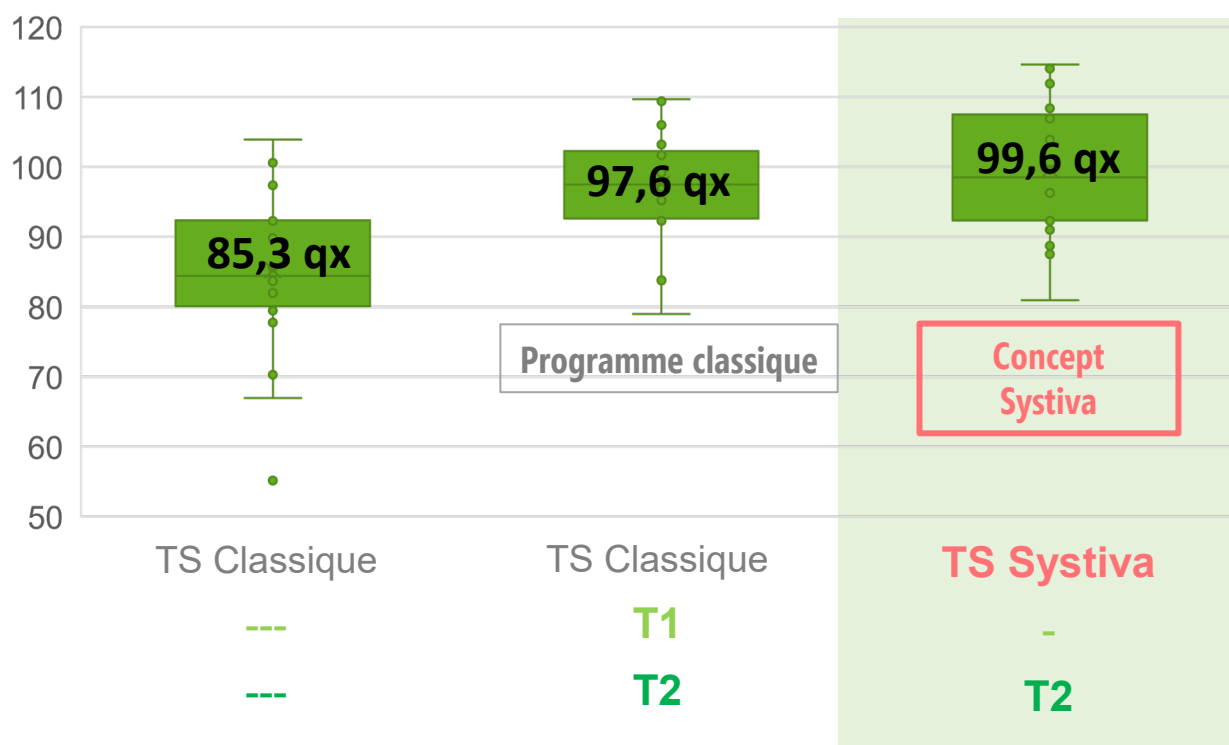 120
110
100
90
80
70
60
50
85,3 qx
97,6 qx
99,6 qx
Programme classique
Concept
Systiva
TS Classique
TS Classique
TS Systiva
---
T1
-
---
T2
T2